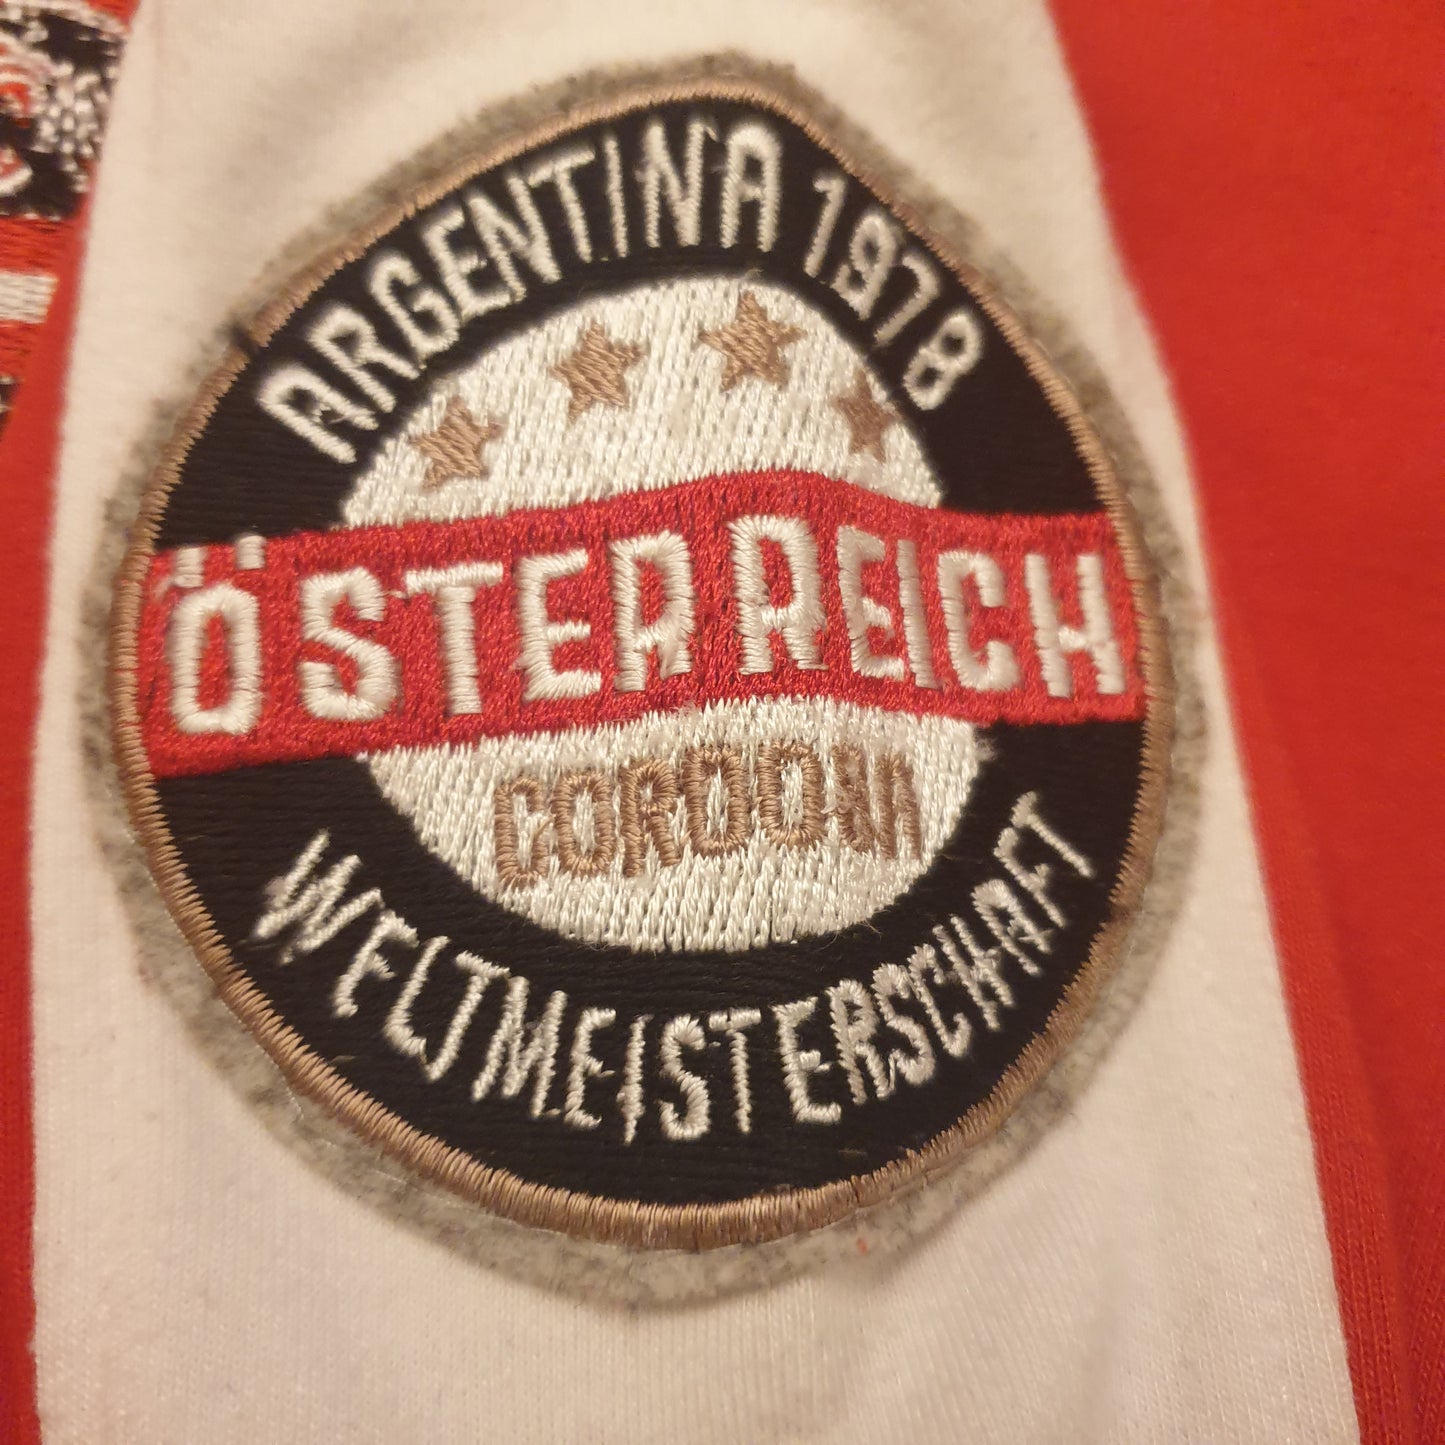 ARGENTINA 1978
ÖSTERREICH
CORDOBA
WELTMEISTERSCHAFT